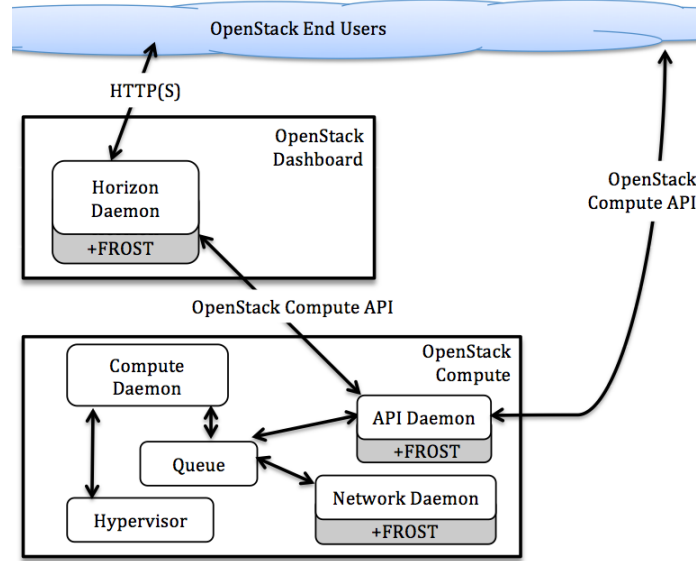 OpenStack End Users
HTTP(S)
OpenStack
Dashboard
Horizon
Daemon
+FROST
OpenStack
Compute API
OpenStack Compute API
OpenStack
Compute
Compute
Daemon
API Daemon
+FROST
Queue
Network Daemon
+FROST
Hypervisor